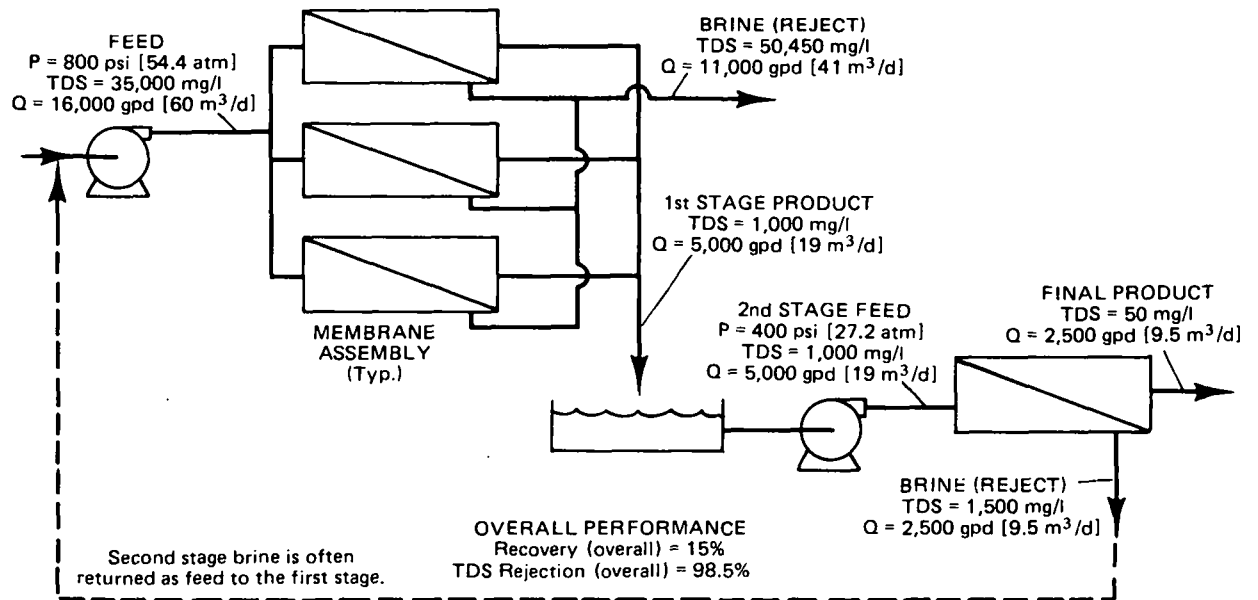 FEED
P = 800 psi [54.4 atm]
TDS = 35,000 mg/l
Q = 16,000 gpd [60 m³/d]
BRINE (REJECT)
TDS = 50,450 mg/l
Q = 11,000 gpd [41 m³/d]
1st STAGE PRODUCT
TDS = 1,000 mg/l
Q = 5,000 gpd [19 m³/d]
MEMBRANE
ASSEMBLY
(Typ.)
2nd STAGE FEED
P = 400 psi [27.2 atm]
TDS = 1,000 mg/l
Q = 5,000 gpd [19 m³/d]
FINAL PRODUCT
TDS = 50 mg/l
Q = 2,500 gpd [9.5 m³/d]
BRINE (REJECT)
TDS = 1,500 mg/l
Q = 2,500 gpd [9.5 m³/d]
OVERALL PERFORMANCE
Recovery (overall) = 15%
TDS Rejection (overall) = 98.5%
Second stage brine is often
returned as feed to the first stage.